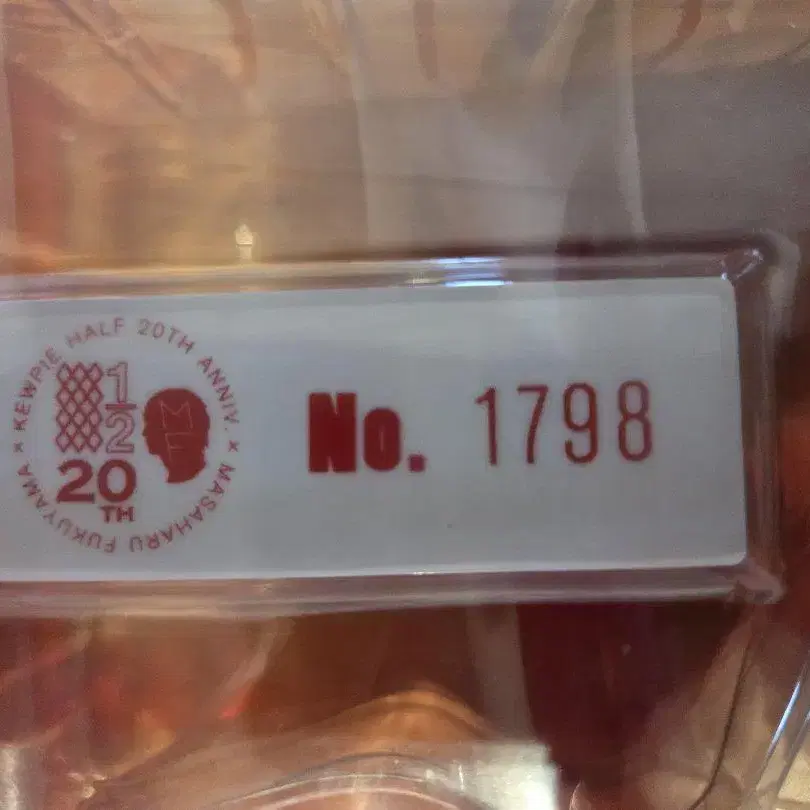 KEWPIE HALF 20TH ANNIV. × MASAHARU FUKUYAMA ×
1
2
20
TH
MF
No. 1798